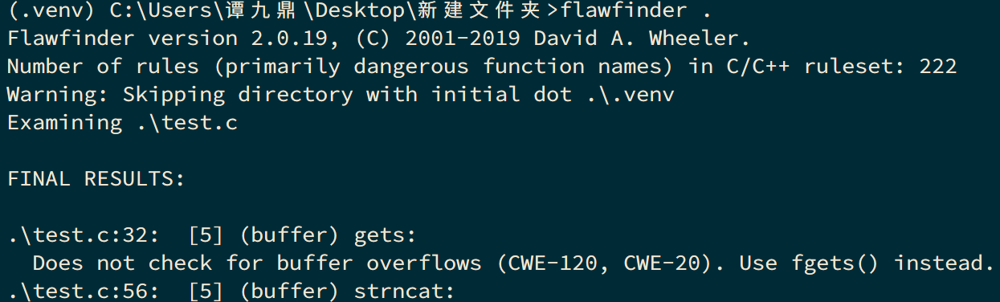 (.venv) C:\Users\谭九鼎\Desktop\新建文件夹>flawfinder .
Flawfinder version 2.0.19, (C) 2001-2019 David A. Wheeler.
Number of rules (primarily dangerous function names) in C/C++ ruleset: 222
Warning: Skipping directory with initial dot .\.venv
Examining .\test.c
FINAL RESULTS:
.\test.c:32:  [5] (buffer) gets:
  Does not check for buffer overflows (CWE-120, CWE-20). Use fgets() instead.
.\test.c:56:  [5] (buffer) strncat: